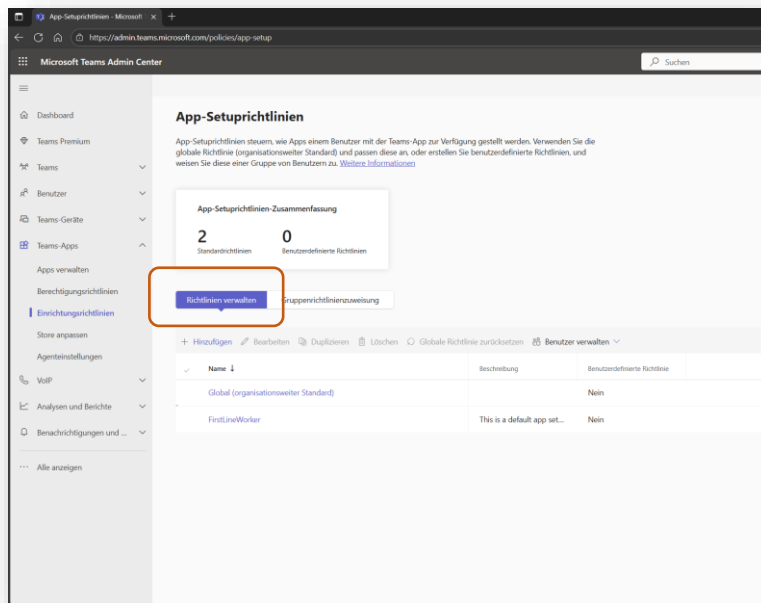 App-Setuprichtlinien - Microsoft
https://admin.teams.microsoft.com/policies/app-setup
Microsoft Teams Admin Center
Suchen
Dashboard
Teams Premium
Teams
Benutzer
Teams-Geräte
Teams-Apps
Apps verwalten
Berechtigungsrichtlinien
Einrichtungsrichtlinien
Store anpassen
Agenteinstellungen
VoIP
Analysen und Berichte
Benachrichtigungen und ...
Alle anzeigen
App-Setuprichtlinien
App-Setuprichtlinien steuern, wie Apps einem Benutzer mit der Teams-App zur Verfügung gestellt werden. Verwenden Sie die
globale Richtlinie (organisationsweiter Standard) und passen diese an, oder erstellen Sie benutzerdefinierte Richtlinien, und
weisen Sie diese einer Gruppe von Benutzern zu. Weitere Informationen
App-Setuprichtlinien-Zusammenfassung
2 0
Standardrichtlinien Benutzerdefinierte Richtlinien
Richtlinien verwalten Gruppenrichtlinienzuweisung
Hinzufügen Bearbeiten Duplizieren Löschen Globale Richtlinie zurücksetzen Benutzer verwalten
Name Beschreibung Benutzerdefinierte Richtlinie
Global (organisationsweiter Standard) Nein
FirstLineWorker This is a default app set... Nein